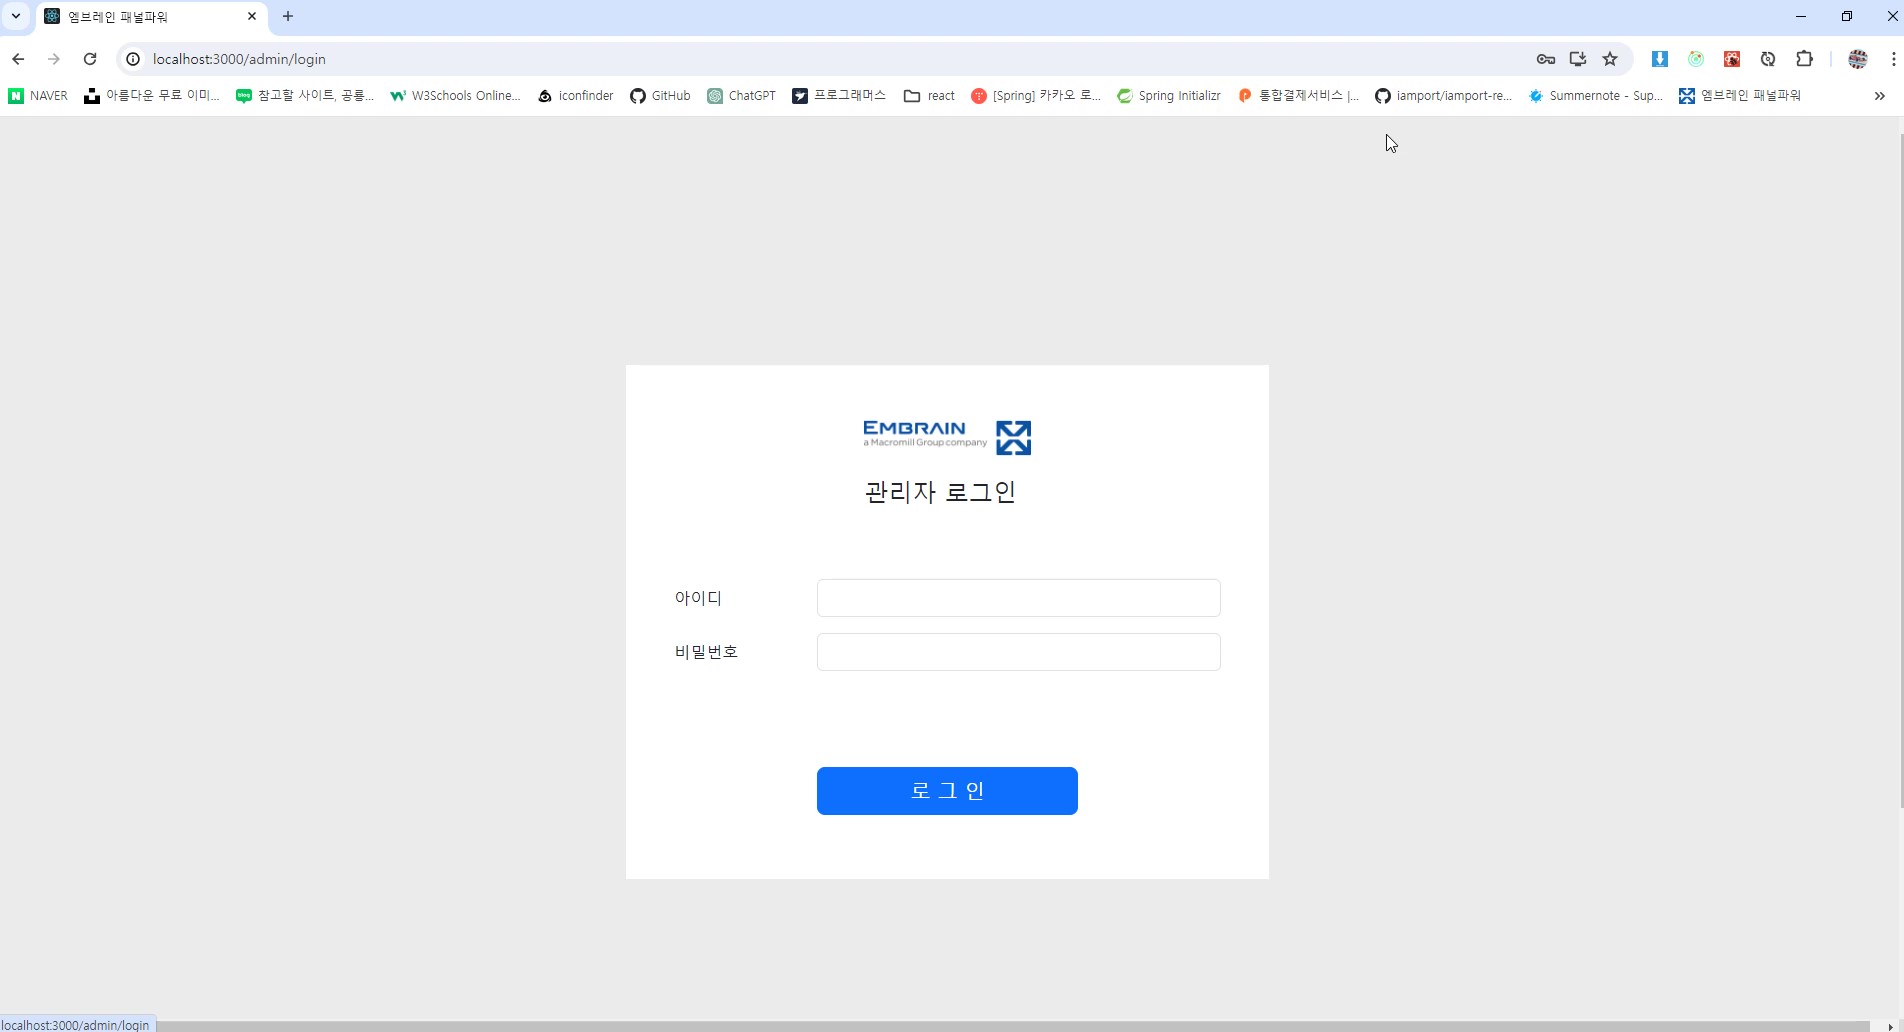 엠브레인 패널파워
localhost:3000/admin/login
NAVER 아름다운 무료 이미... 참고할 사이트, 공룡... W3Schools Online... iconfinder GitHub ChatGPT 프로그래머스 react [Spring] 카카오 로... Spring Initializr 통합결제서비스 |... iamport/iamport-re... Summernote - Sup... 엠브레인 패널파워
EMBRAIN
a Macromill Group company
관리자 로그인
아이디
비밀번호
로 그 인
localhost:3000/admin/login